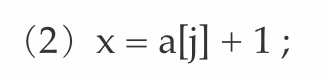 （2）x = a[j] + 1 ;